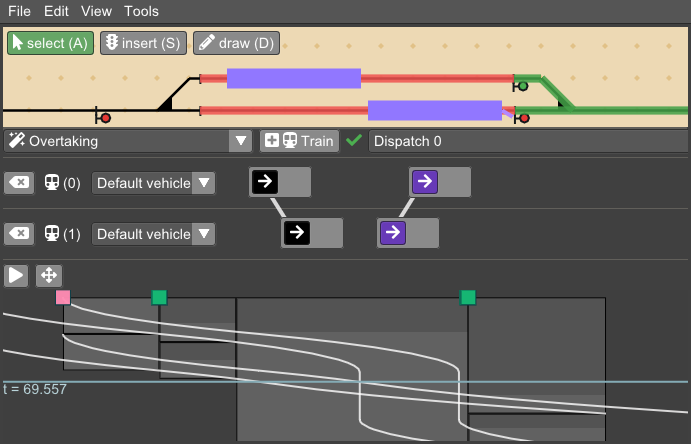 File Edit View Tools
select (A) insert (S) draw (D)
Overtaking Train Dispatch 0
(0) Default vehicle
(1) Default vehicle
t = 69.557